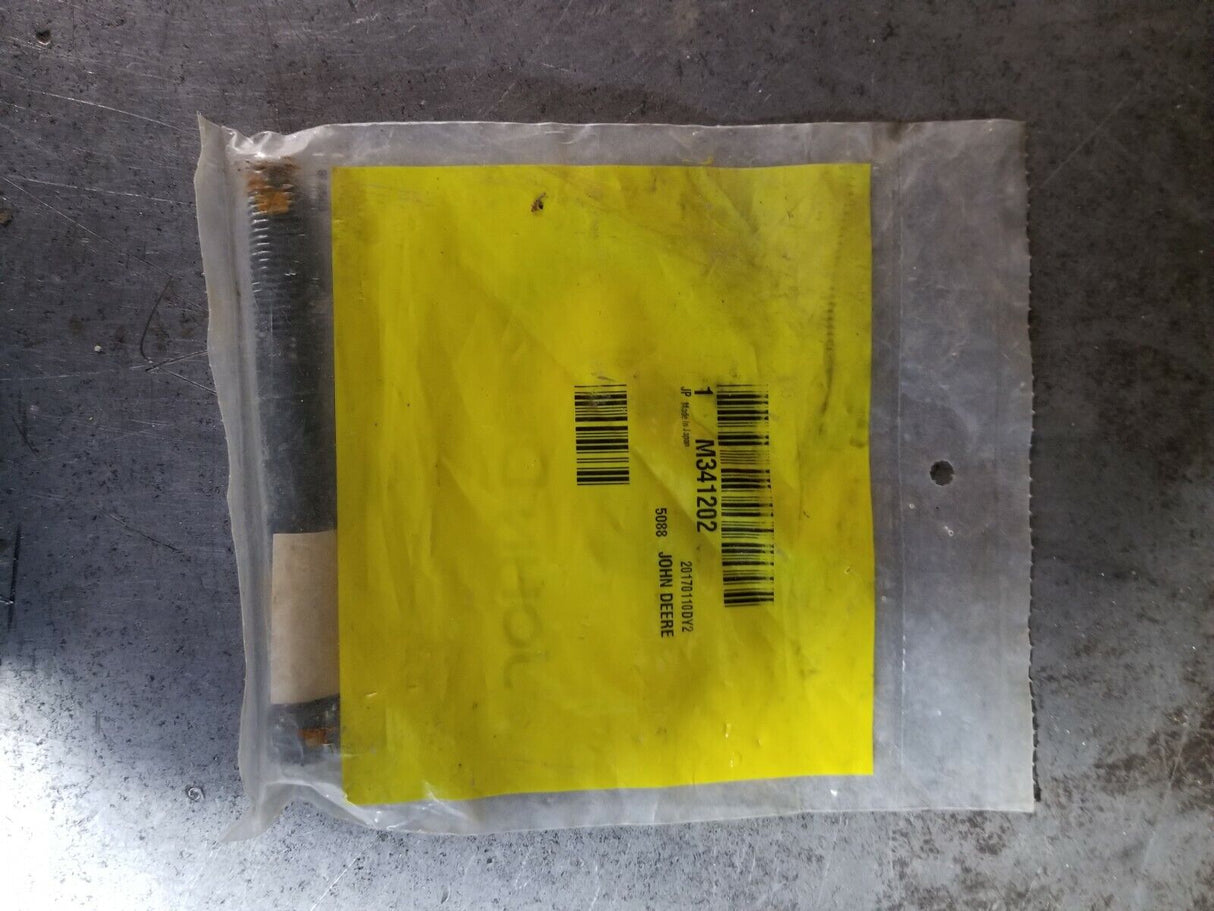 1 M341202
JP Made in Japan 20170110DY2
5088 JOHN DEERE